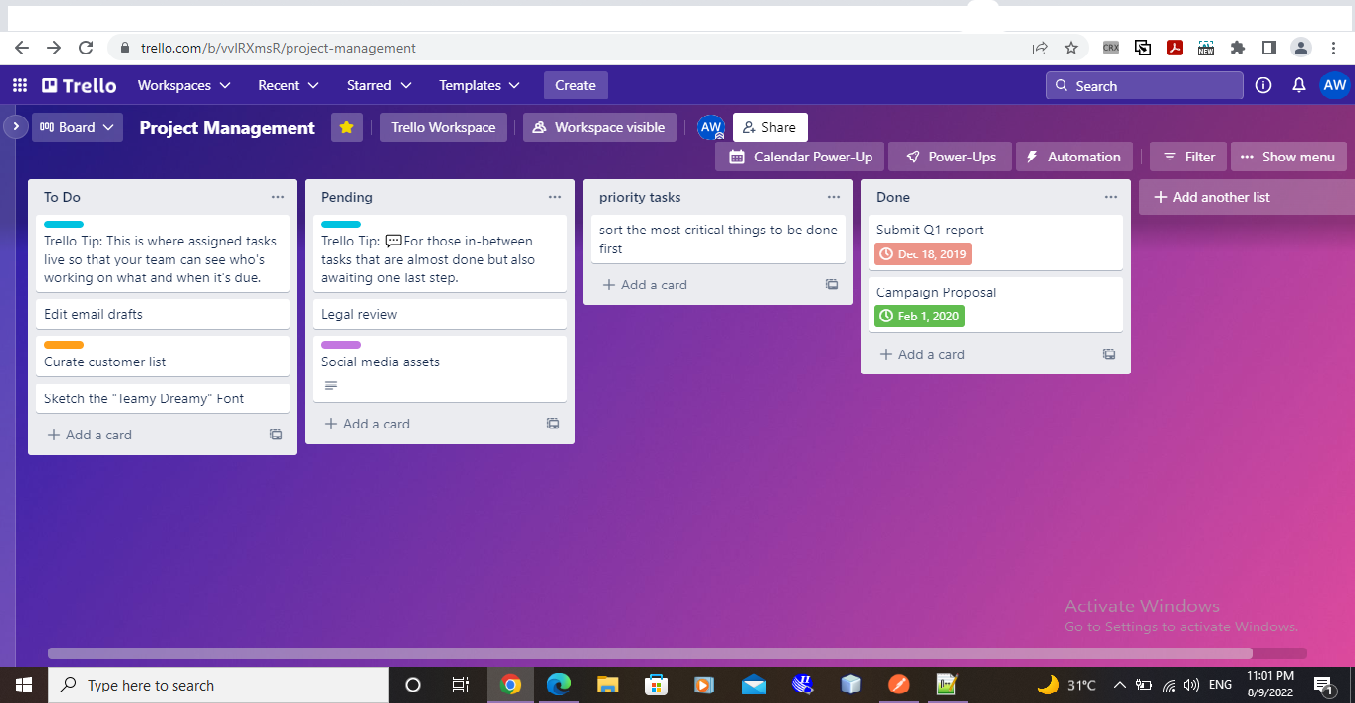 trello.com/b/vvlRXmsR/project-management
CRX
NEW
Trello Workspaces Recent Starred Templates Create Search AW
Board Project Management Trello Workspace Workspace visible AW Share
Calendar Power-Up Power-Ups Automation Filter Show menu
To Do
Trello Tip: This is where assigned tasks
live so that your team can see who's
working on what and when it's due.
Edit email drafts
Curate customer list
Sketch the "Teamy Dreamy" Font
+ Add a card
Pending
Trello Tip: 💬For those in-between
tasks that are almost done but also
awaiting one last step.
Legal review
Social media assets
+ Add a card
priority tasks
sort the most critical things to be done
first
+ Add a card
Done
Submit Q1 report
Dec 18, 2019
Campaign Proposal
Feb 1, 2020
+ Add a card
+ Add another list
Activate Windows
Go to Settings to activate Windows.
Type here to search
31°C
ENG
11:01 PM
8/9/2022
1